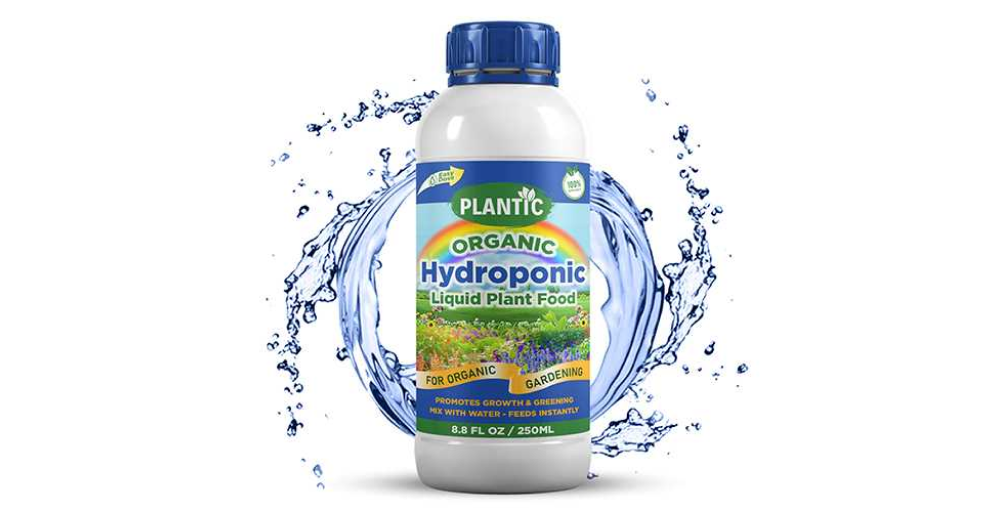 Easy Dose
100%
PLANTIC
ORGANIC
Hydroponic
Liquid Plant Food
FOR ORGANIC GARDENING
PROMOTES GROWTH & GREENING
MIX WITH WATER - FEEDS INSTANTLY
8.8 FL OZ / 250ML